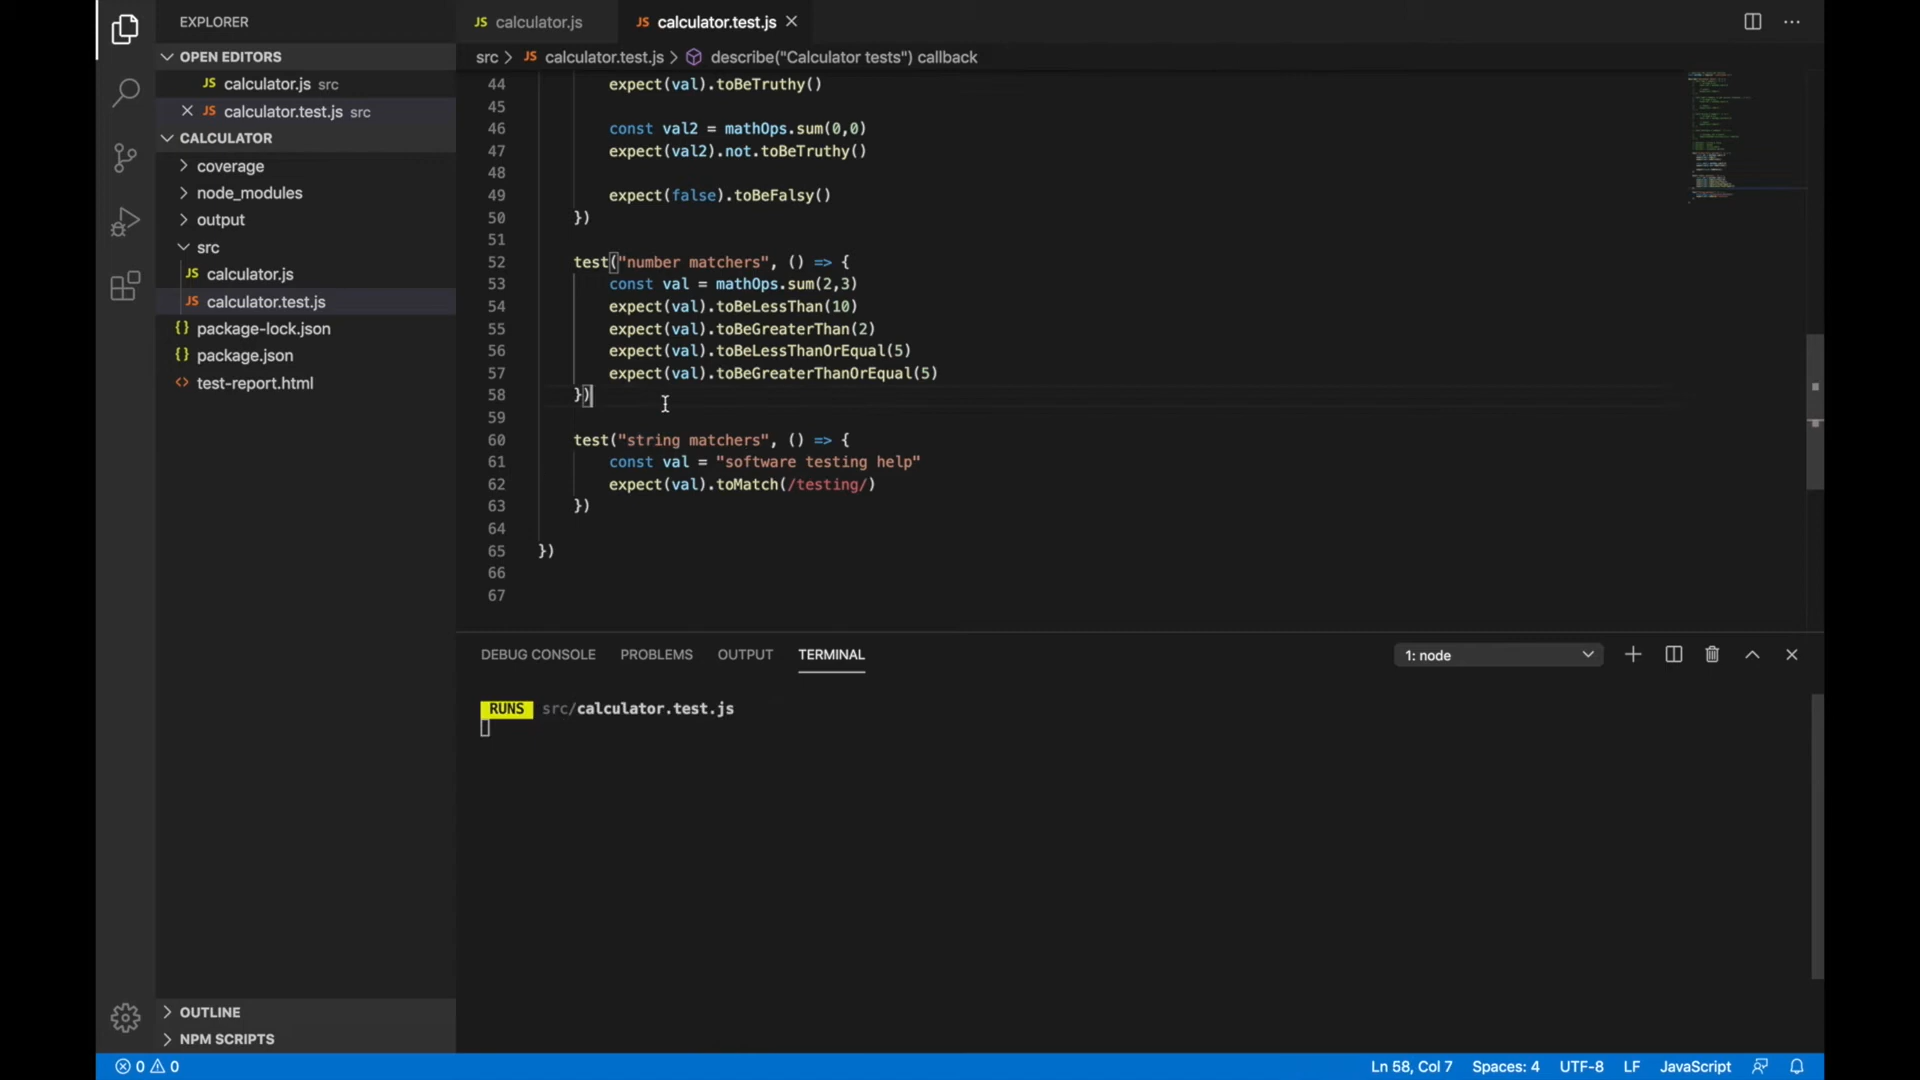 EXPLORER
OPEN EDITORS
JS calculator.js src
JS calculator.test.js src
CALCULATOR
coverage
node_modules
output
src
JS calculator.js
JS calculator.test.js
{} package-lock.json
{} package.json
<> test-report.html
OUTLINE
NPM SCRIPTS
JS calculator.js
JS calculator.test.js
src > JS calculator.test.js > describe("Calculator tests") callback
44 expect(val).toBeTruthy()
45
46 const val2 = mathOps.sum(0,0)
47 expect(val2).not.toBeTruthy()
48
49 expect(false).toBeFalsy()
50 })
51
52 test("number matchers", () => {
53 const val = mathOps.sum(2,3)
54 expect(val).toBeLessThan(10)
55 expect(val).toBeGreaterThan(2)
56 expect(val).toBeLessThanOrEqual(5)
57 expect(val).toBeGreaterThanOrEqual(5)
58 })
59
60 test("string matchers", () => {
61 const val = "software testing help"
62 expect(val).toMatch(/testing/)
63 })
64
65 })
66
67
DEBUG CONSOLE PROBLEMS OUTPUT TERMINAL
1: node
RUNS src/calculator.test.js
0 0
Ln 58, Col 7 Spaces: 4 UTF-8 LF JavaScript